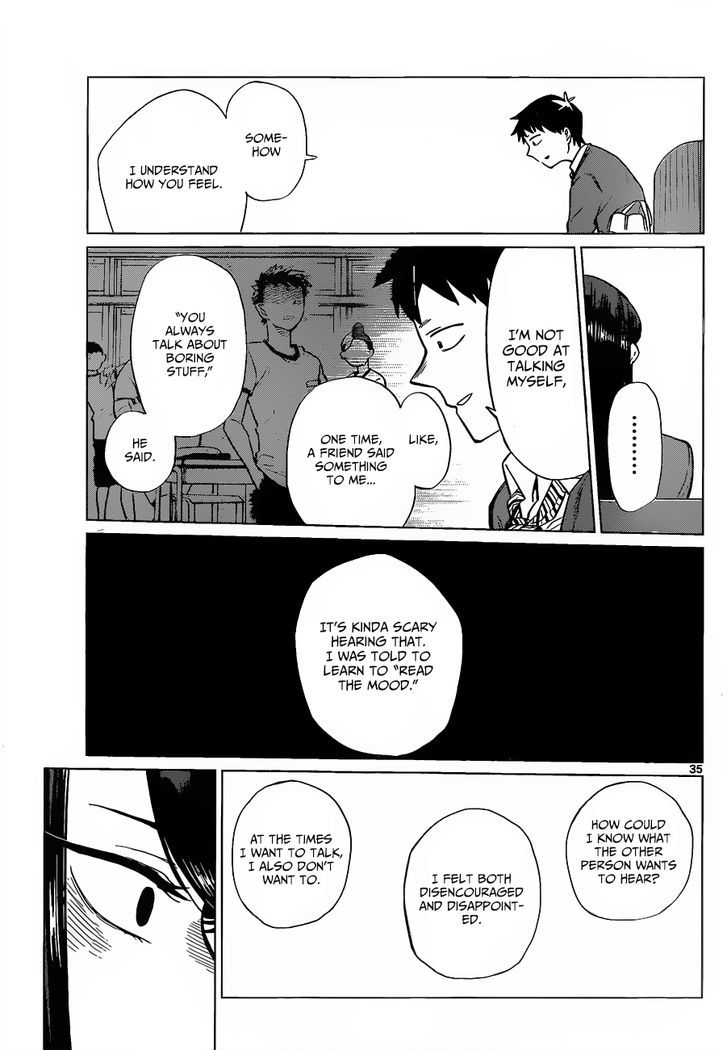 SOME-
HOW
I UNDERSTAND
HOW YOU FEEL.
..........
I'M NOT
GOOD AT
TALKING
MYSELF,
LIKE,
ONE TIME,
A FRIEND SAID
SOMETHING
TO ME...
"YOU
ALWAYS
TALK ABOUT
BORING
STUFF,"
HE
SAID.
IT'S KINDA SCARY
HEARING THAT.
I WAS TOLD TO
LEARN TO "READ
THE MOOD."
35
HOW COULD
I KNOW WHAT
THE OTHER
PERSON WANTS
TO HEAR?
I FELT BOTH
DISENCOURAGED
AND DISAPPOINT-
ED.
AT THE TIMES
I WANT TO TALK,
I ALSO DON'T
WANT TO.